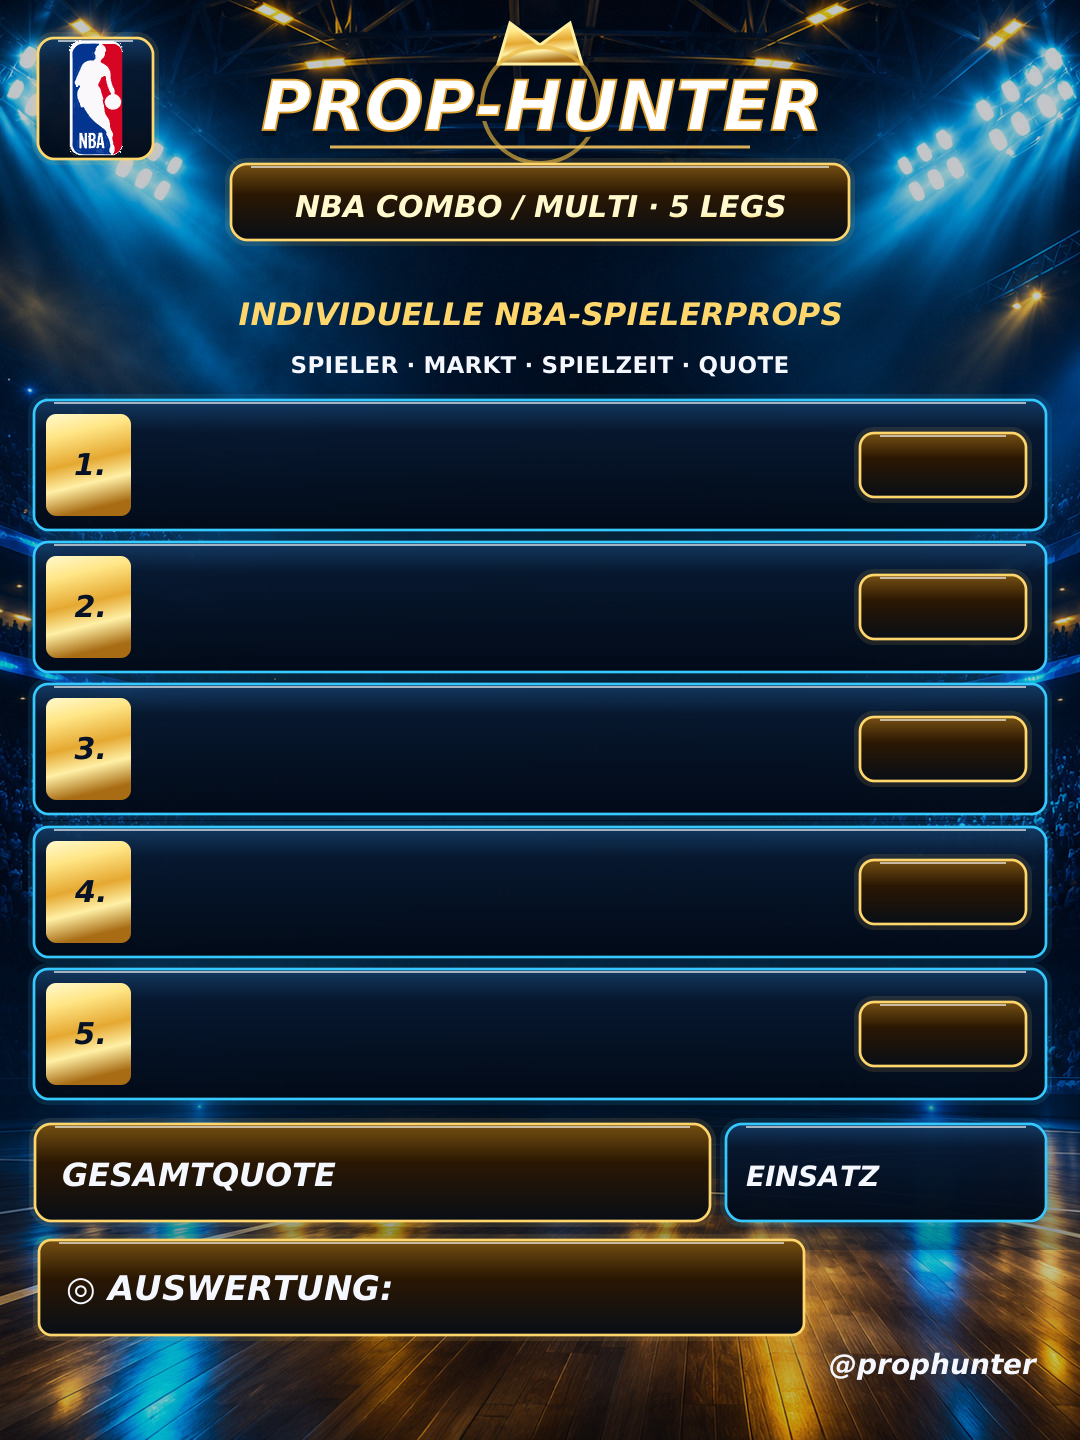 NBA
PROP-HUNTER
NBA COMBO / MULTI · 5 LEGS
INDIVIDUELLE NBA-SPIELERPROPS
SPIELER · MARKT · SPIELZEIT · QUOTE
1.
2.
3.
4.
5.
GESAMTQUOTE
EINSATZ
◎ AUSWERTUNG:
@prophunter